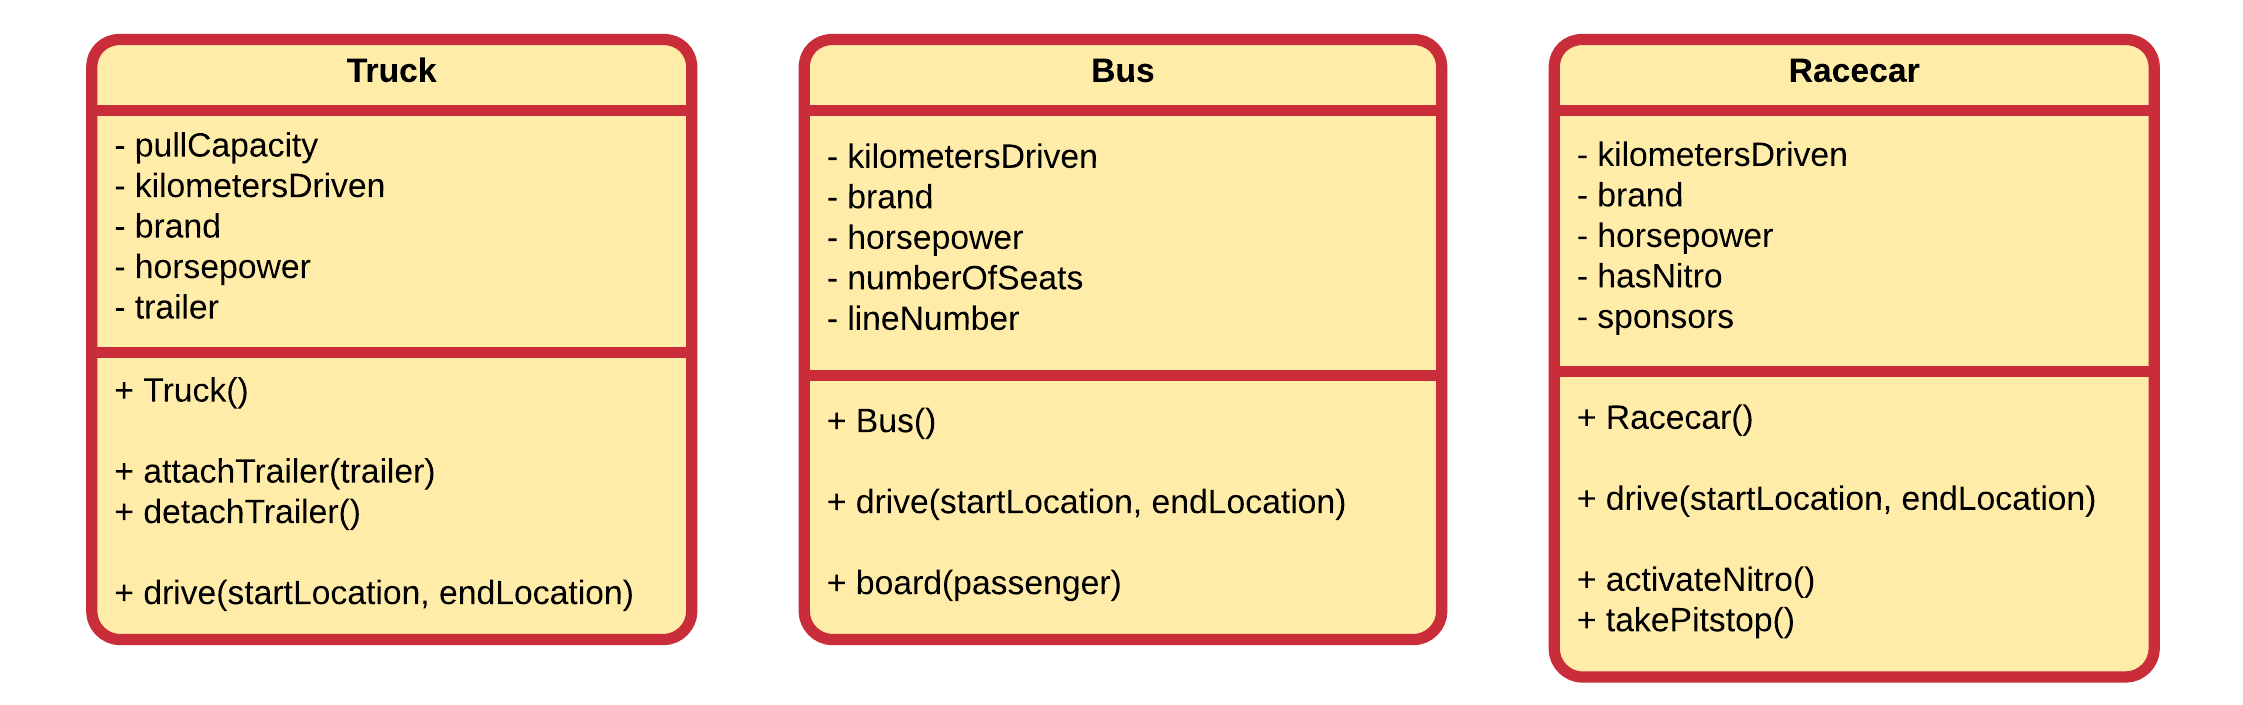 Truck
- pullCapacity
- kilometersDriven
- brand
- horsepower
- trailer
+ Truck()
+ attachTrailer(trailer)
+ detachTrailer()
+ drive(startLocation, endLocation)
Bus
- kilometersDriven
- brand
- horsepower
- numberOfSeats
- lineNumber
+ Bus()
+ drive(startLocation, endLocation)
+ board(passenger)
Racecar
- kilometersDriven
- brand
- horsepower
- hasNitro
- sponsors
+ Racecar()
+ drive(startLocation, endLocation)
+ activateNitro()
+ takePitstop()